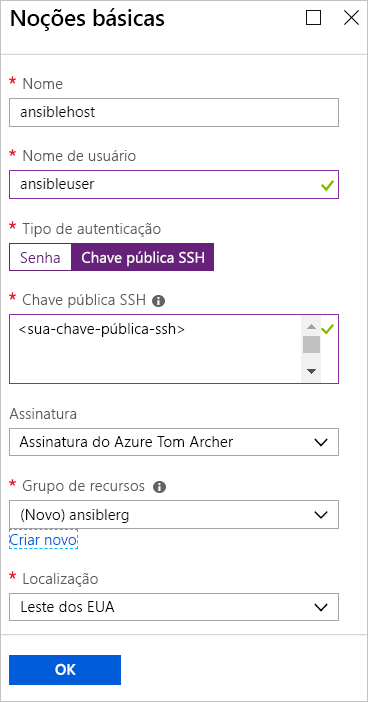 Noções básicas
* Nome
ansiblehost
* Nome de usuário
ansibleuser
* Tipo de autenticação
Senha Chave pública SSH
* Chave pública SSH
<sua-chave-pública-ssh>
Assinatura
Assinatura do Azure Tom Archer
* Grupo de recursos
(Novo) ansiblerg
Criar novo
* Localização
Leste dos EUA
OK